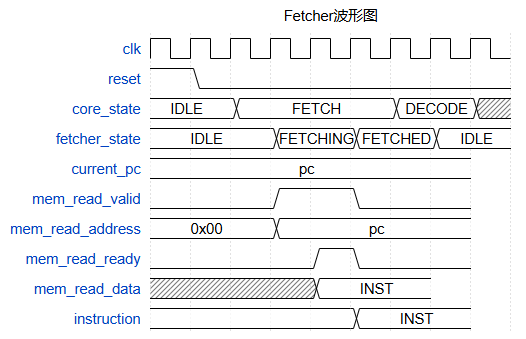 Fetcher波形图
clk
reset
core_state IDLE FETCH DECODE
fetcher_state IDLE FETCHING FETCHED IDLE
current_pc pc
mem_read_valid
mem_read_address 0x00 pc
mem_read_ready
mem_read_data INST
instruction INST